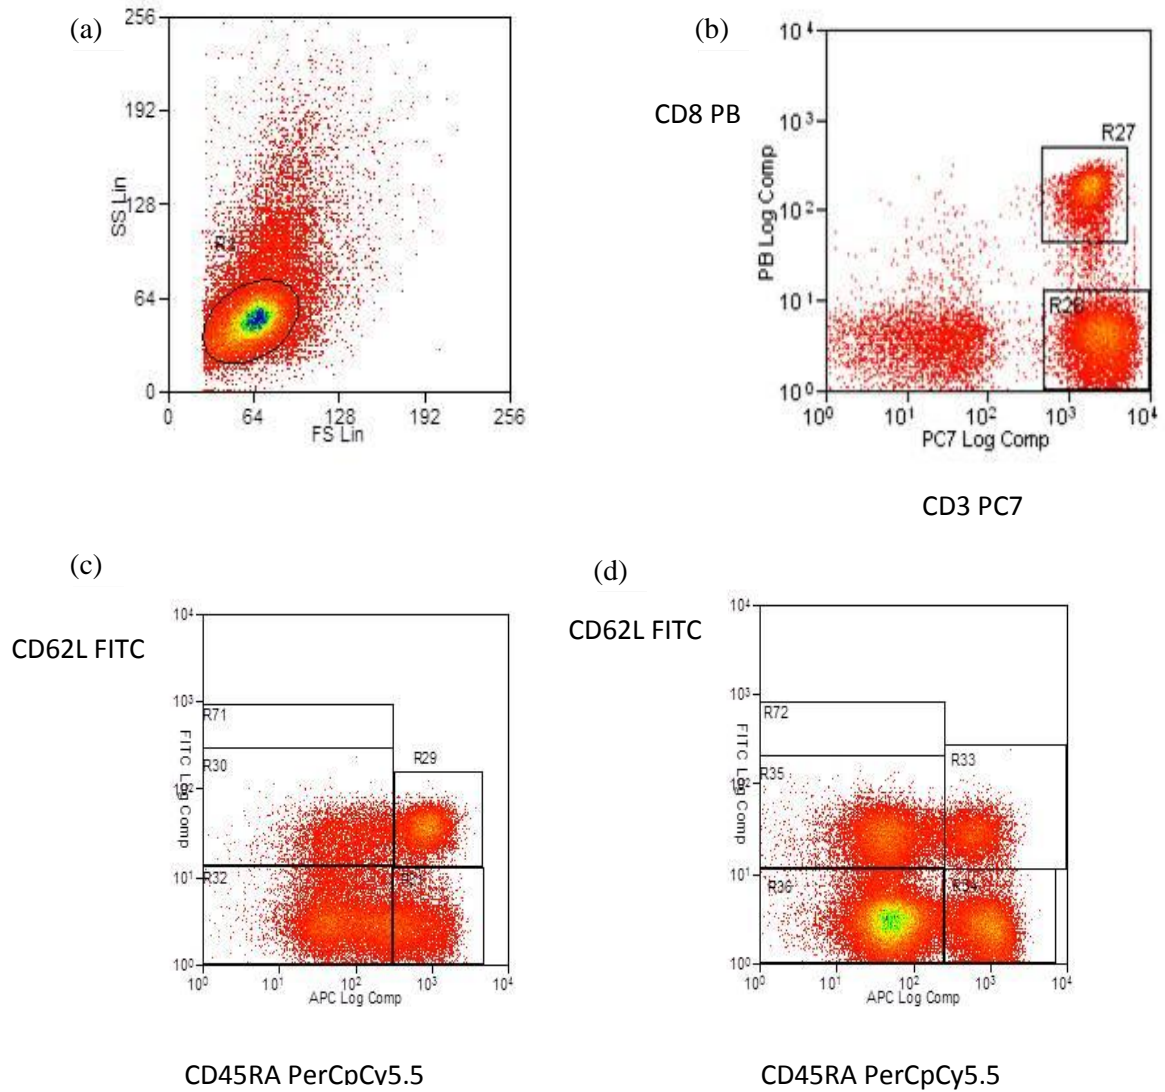 (a)
256
192
128
64
0
SS Lin
0 64 128 192 256
FS Lin
(b)
CD8 PB
10⁴
10³
10²
10¹
10⁰
PB Log Comp
R27
R28
10⁰ 10¹ 10² 10³ 10⁴
PC7 Log Comp
CD3 PC7
(c)
CD62L FITC
10⁴
10³
10²
10¹
10⁰
FITC Log Comp
R71
R30
R29
R32
10⁰ 10¹ 10² 10³ 10⁴
APC Log Comp
CD45RA PerCpCy5.5
(d)
CD62L FITC
10⁴
10³
10²
10¹
10⁰
FITC Log Comp
R72
R35
R33
R36
R34
10⁰ 10¹ 10² 10³ 10⁴
APC Log Comp
CD45RA PerCpCy5.5